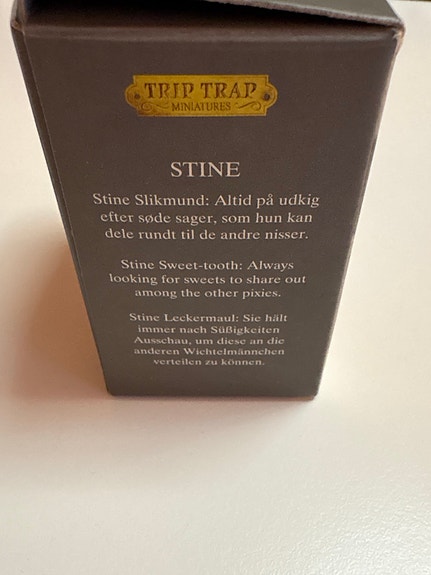 TRIP TRAP
MINIATURES
STINE
Stine Slikmund: Altid på udkig
efter søde sager, som hun kan
dele rundt til de andre nisser.
Stine Sweet-tooth: Always
looking for sweets to share out
among the other pixies.
Stine Leckermaul: Sie hält
immer nach Süßigkeiten
Ausschau, um diese an die
anderen Wichtelmännchen
verteilen zu können.